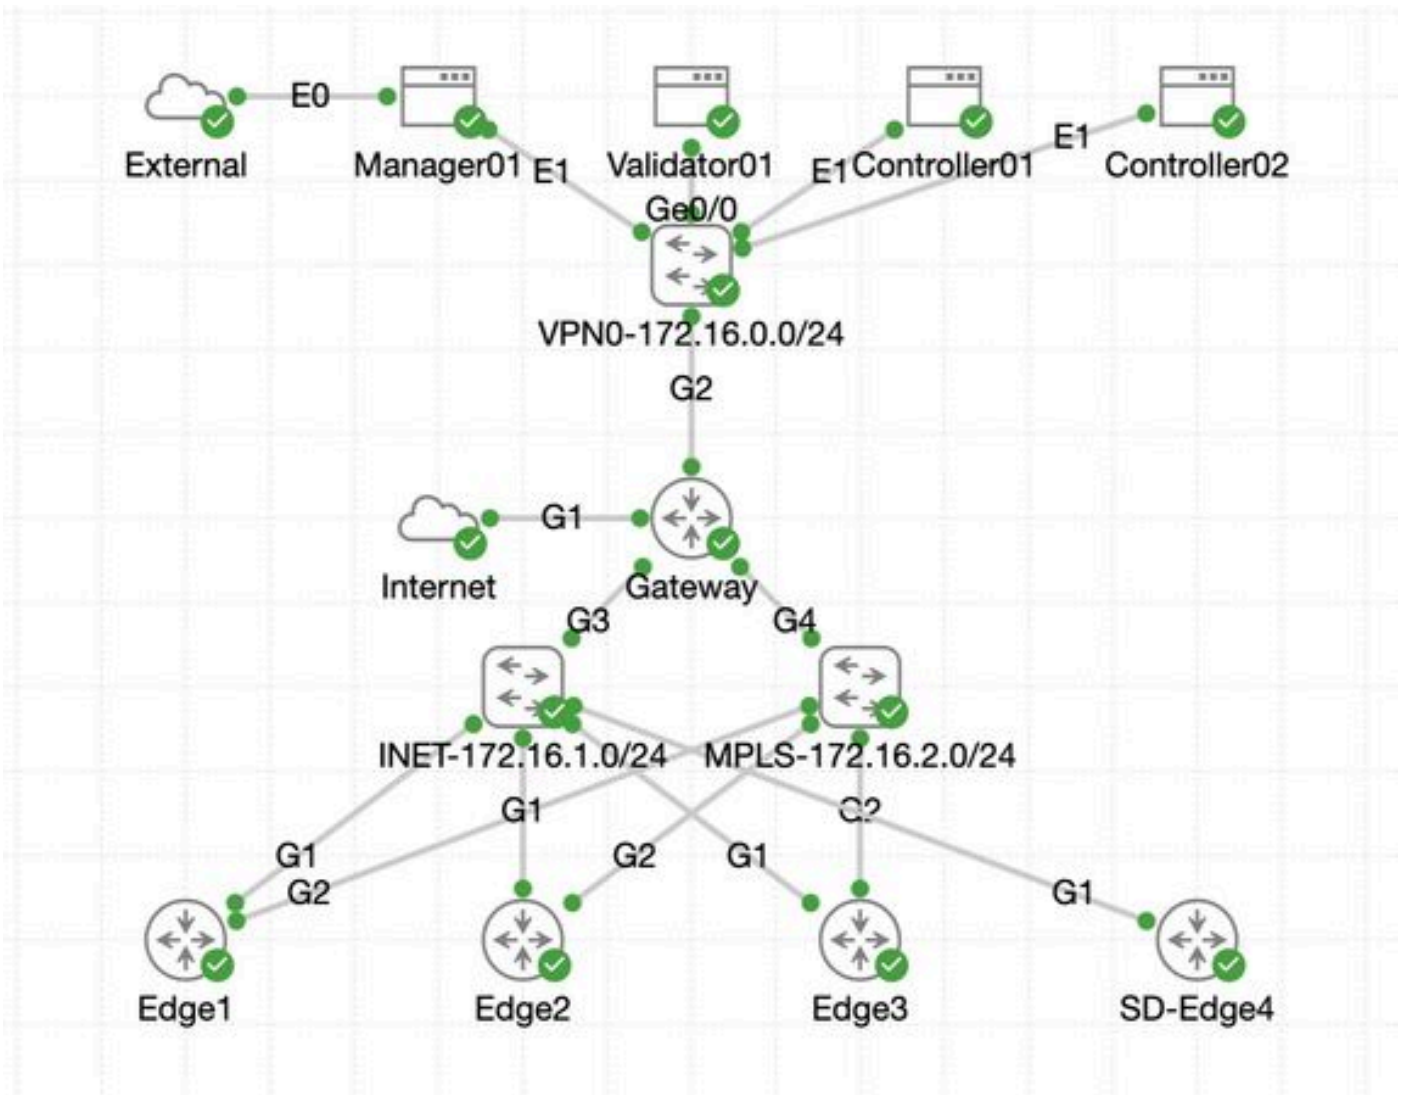 E0
External
Manager01
E1
Validator01
E1
Controller01
E1
Controller02
Ge0/0
VPN0-172.16.0.0/24
G2
G1
Internet
Gateway
G3
G4
INET-172.16.1.0/24
MPLS-172.16.2.0/24
G1
G2
G1
G2
G1
G2
G1
Edge1
Edge2
Edge3
SD-Edge4